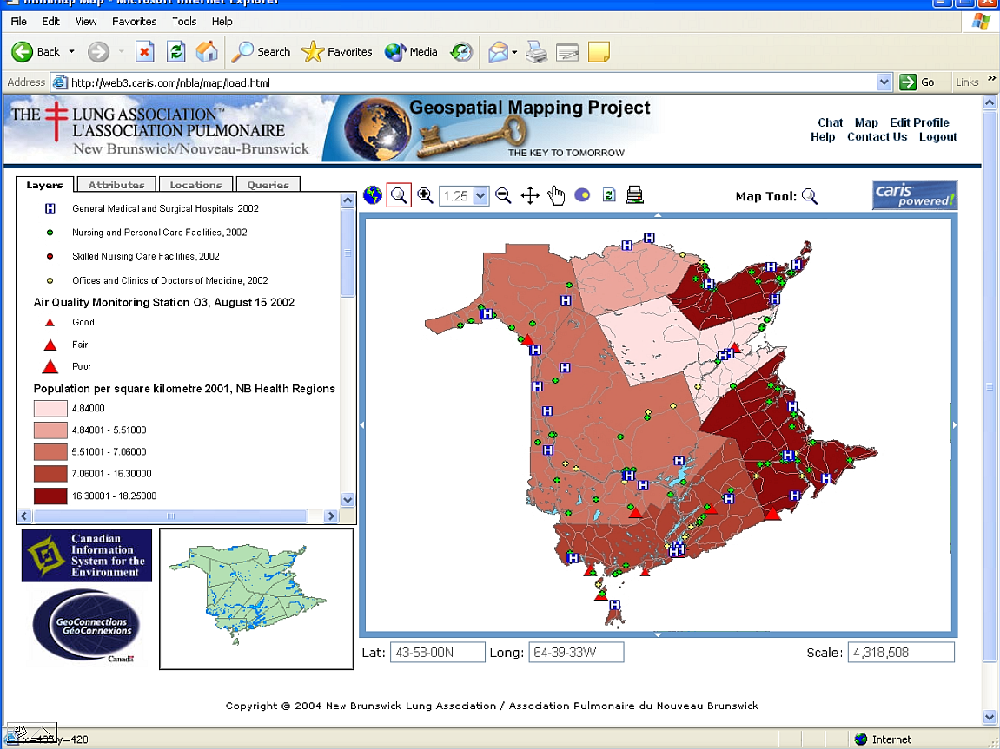 htmlmap Map - Microsoft Internet Explorer
File Edit View Favorites Tools Help
Back Search Favorites Media
Address http://web3.caris.com/nbla/map/load.html Go Links »
THE LUNG ASSOCIATION™
L'ASSOCIATION PULMONAIRE
New Brunswick/Nouveau-Brunswick
Geospatial Mapping Project
THE KEY TO TOMORROW
Chat Map Edit Profile
Help Contact Us Logout
Layers Attributes Locations Queries
1.25
Map Tool:
caris
powered!
H General Medical and Surgical Hospitals, 2002
Nursing and Personal Care Facilities, 2002
Skilled Nursing Care Facilities, 2002
Offices and Clinics of Doctors of Medicine, 2002
Air Quality Monitoring Station O3, August 15 2002
Good
Fair
Poor
Population per square kilometre 2001, NB Health Regions
4.84000
4.84001 - 5.51000
5.51001 - 7.06000
7.06001 - 16.30000
16.30001 - 18.25000
Canadian
Information
System for the
Environment
GeoConnections
GéoConnexions
Canada
Lat: 43-58-00N Long: 64-39-33W Scale: 4,318,508
Copyright © 2004 New Brunswick Lung Association / Association Pulmonaire du Nouveau Brunswick
x=435 y=420
Internet